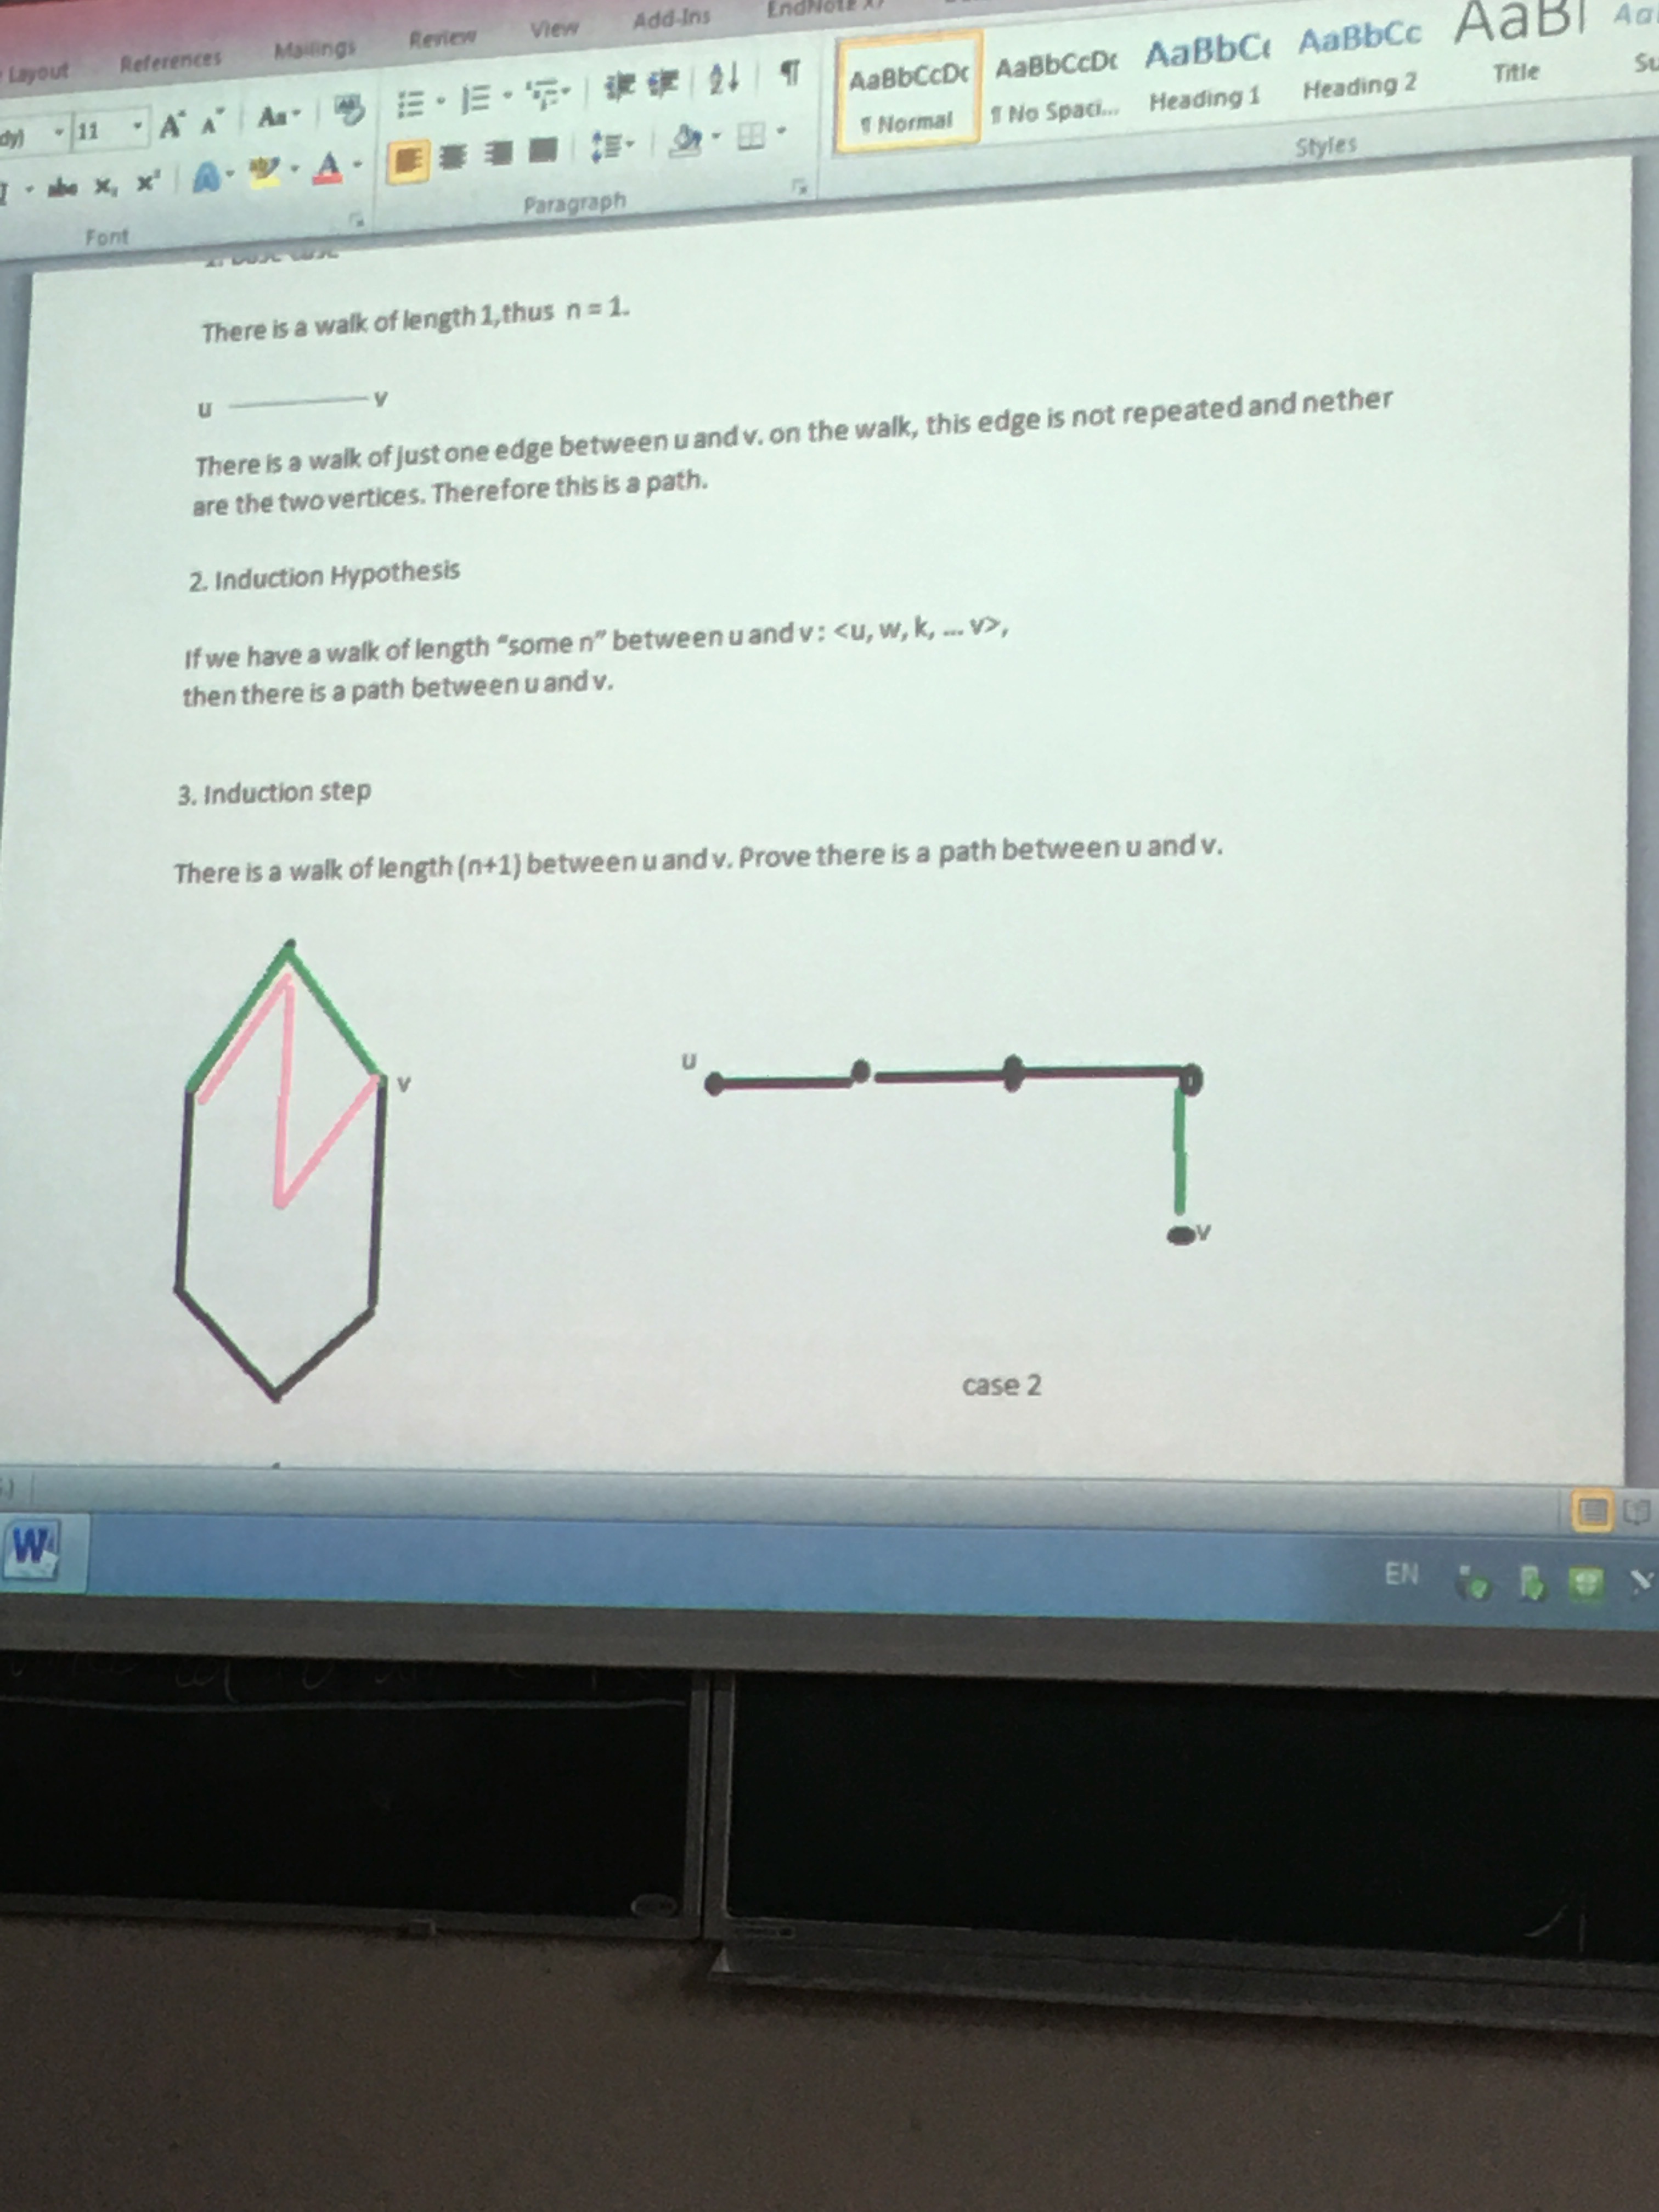 Layout References Mailings Review View Add-Ins
11 Aa AaBbCcDc AaBbCcDc AaBbCc AaBbCc AaBl
¶ Normal ¶ No Spaci... Heading 1 Heading 2 Title
abc x₂ x² A ab A
Font Paragraph Styles
There is a walk of length 1,thus n = 1.
u v
There is a walk of just one edge between u and v. on the walk, this edge is not repeated and nether
are the two vertices. Therefore this is a path.
2. Induction Hypothesis
If we have a walk of length “some n” between u and v : <u, w, k, ... v>,
then there is a path between u and v.
3. Induction step
There is a walk of length (n+1) between u and v. Prove there is a path between u and v.
v
u
v
case 2
W
EN